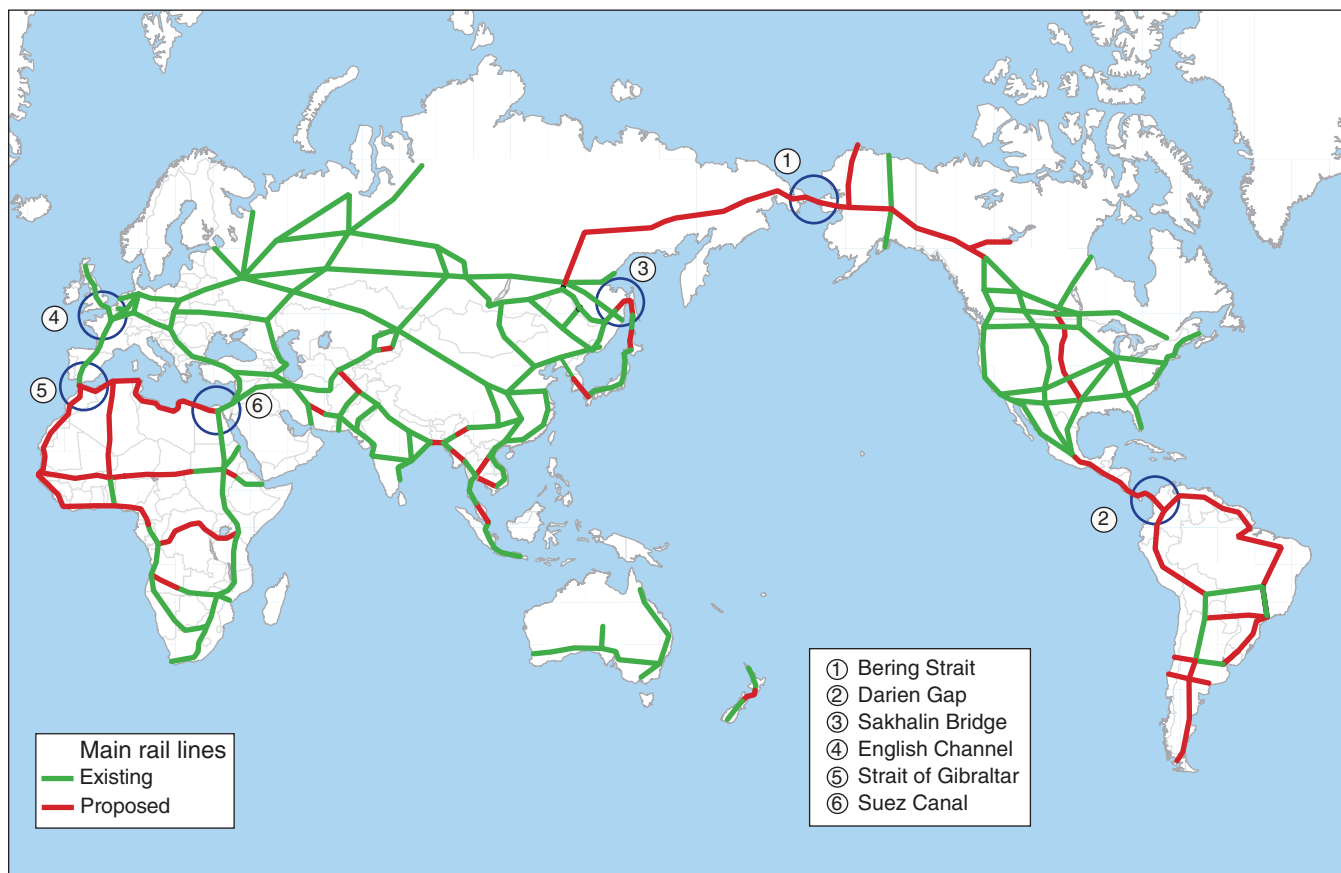 ①
③
④
⑤
⑥
②
① Bering Strait
② Darien Gap
③ Sakhalin Bridge
④ English Channel
⑤ Strait of Gibraltar
⑥ Suez Canal
Main rail lines
Existing
Proposed